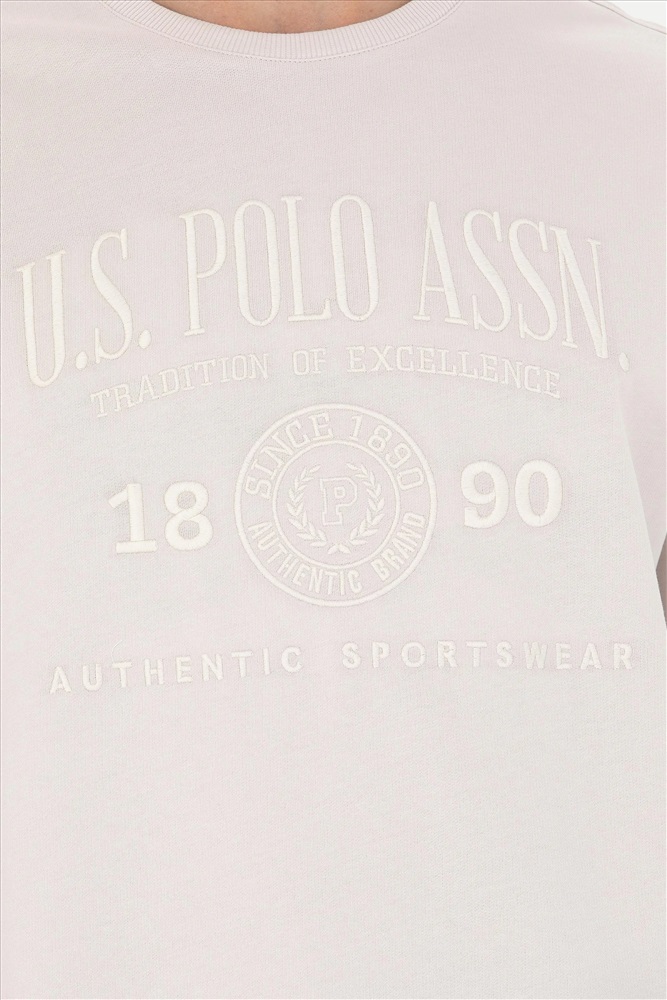 U.S. POLO ASSN.
TRADITION OF EXCELLENCE
SINCE 1890
18 P 90
AUTHENTIC BRAND
AUTHENTIC SPORTSWEAR